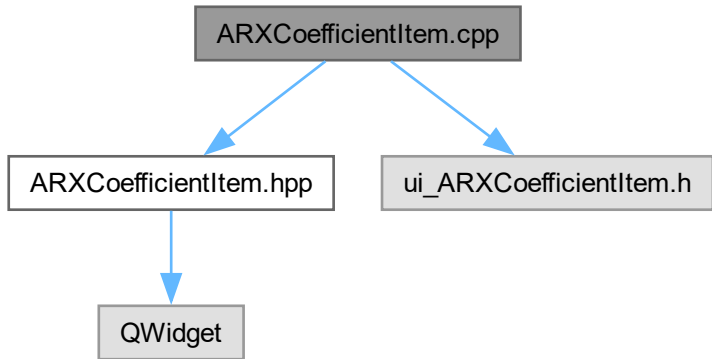 ARXCoefficientItem.cpp
ARXCoefficientItem.hpp
ui_ARXCoefficientItem.h
QWidget